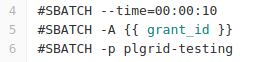 4 #SBATCH --time=00:00:10
5 #SBATCH -A {{ grant_id }}
6 #SBATCH -p plgrid-testing